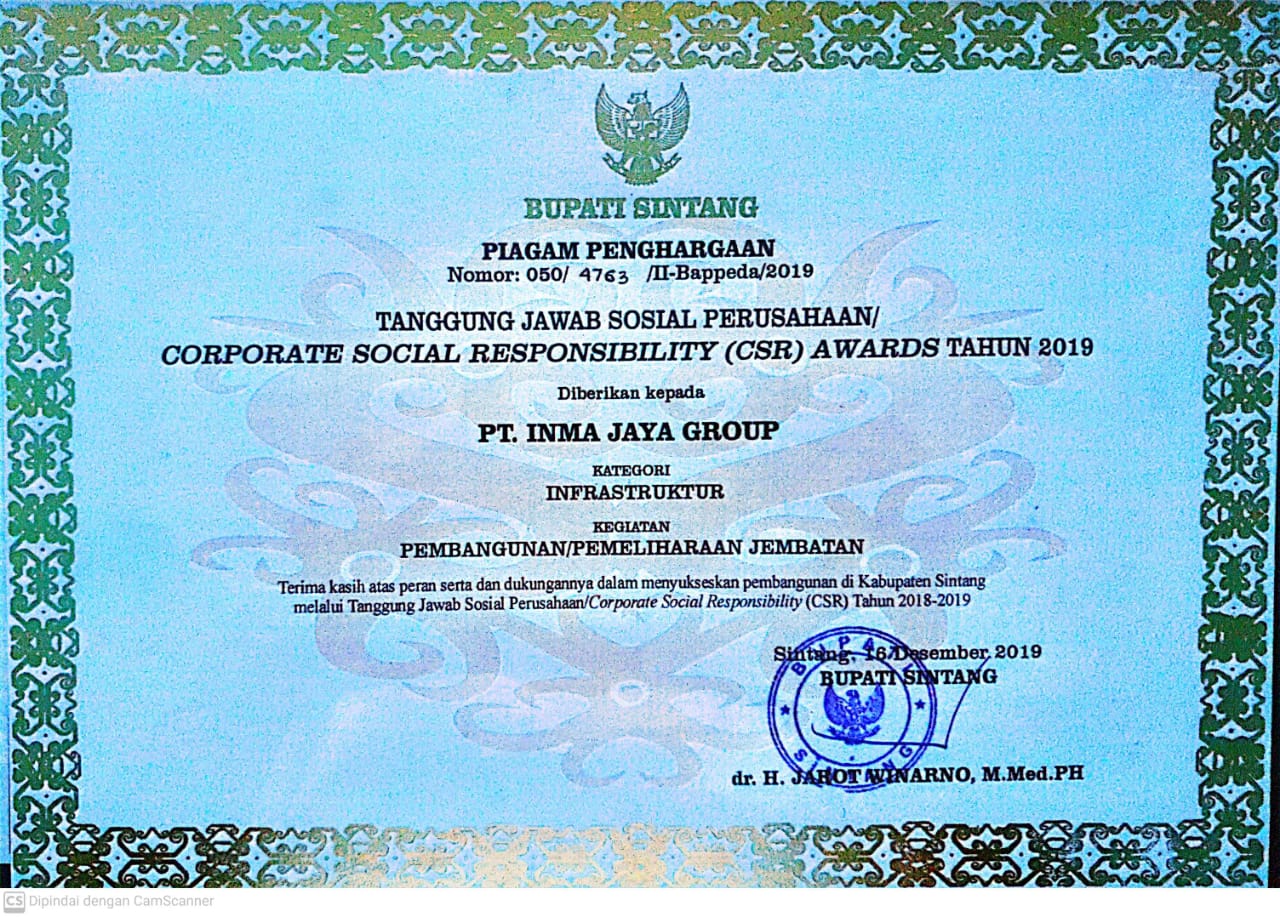 BUPATI SINTANG
PIAGAM PENGHARGAAN
Nomor: 050/ 4763 /II-Bappeda/2019
TANGGUNG JAWAB SOSIAL PERUSAHAAN/
CORPORATE SOCIAL RESPONSIBILITY (CSR) AWARDS TAHUN 2019
Diberikan kepada
PT. INMA JAYA GROUP
KATEGORI
INFRASTRUKTUR
KEGIATAN
PEMBANGUNAN/PEMELIHARAAN JEMBATAN
Terima kasih atas peran serta dan dukungannya dalam menyukseskan pembangunan di Kabupaten Sintang
melalui Tanggung Jawab Sosial Perusahaan/Corporate Social Responsibility (CSR) Tahun 2018-2019
Sintang, 16 Desember 2019
BUPATI SINTANG
BUPATI
SINTANG
dr. H. JAROT WINARNO, M.Med.PH
CS Dipindai dengan CamScanner